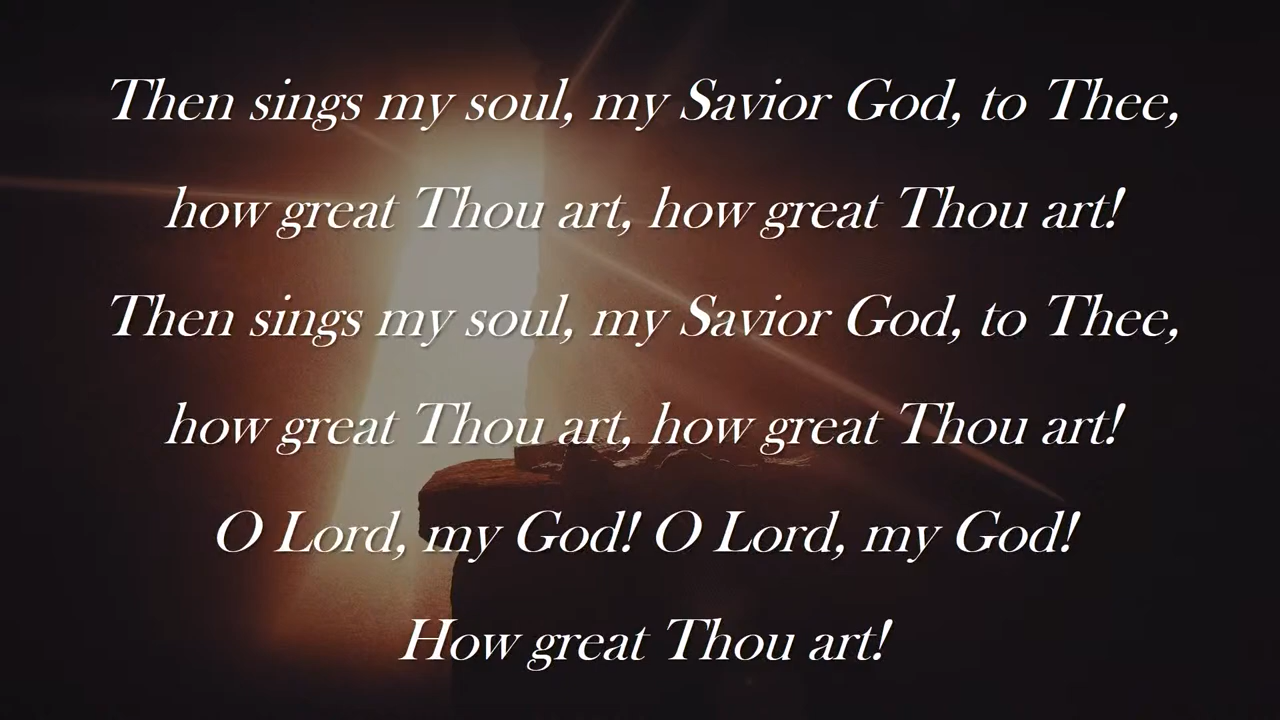 Then sings my soul, my Savior God, to Thee,
how great Thou art, how great Thou art!
Then sings my soul, my Savior God, to Thee,
how great Thou art, how great Thou art!
O Lord, my God! O Lord, my God!
How great Thou art!